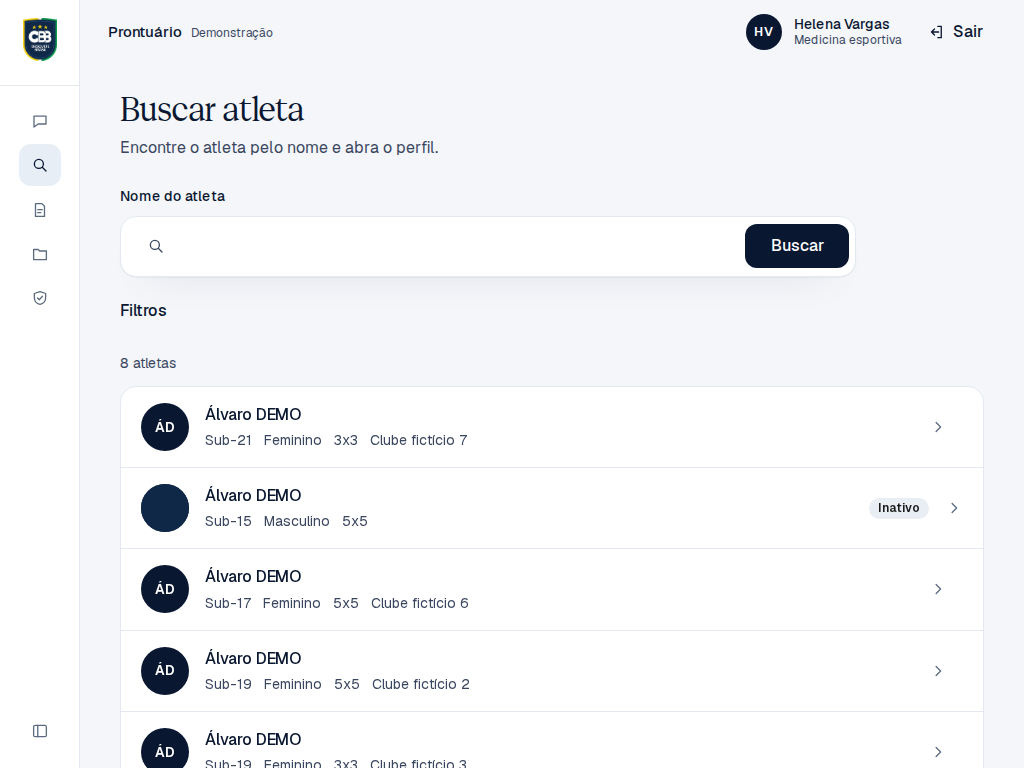 CBB
Prontuário Demonstração
HV
Helena Vargas
Medicina esportiva
Sair
Buscar atleta
Encontre o atleta pelo nome e abra o perfil.
Nome do atleta
Buscar
Filtros
8 atletas
ÁD
Álvaro DEMO
Sub-21 Feminino 3x3 Clube fictício 7
Álvaro DEMO
Sub-15 Masculino 5x5
Inativo
ÁD
Álvaro DEMO
Sub-17 Feminino 5x5 Clube fictício 6
ÁD
Álvaro DEMO
Sub-19 Feminino 5x5 Clube fictício 2
ÁD
Álvaro DEMO
Sub-19 Feminino 3x3 Clube fictício 3